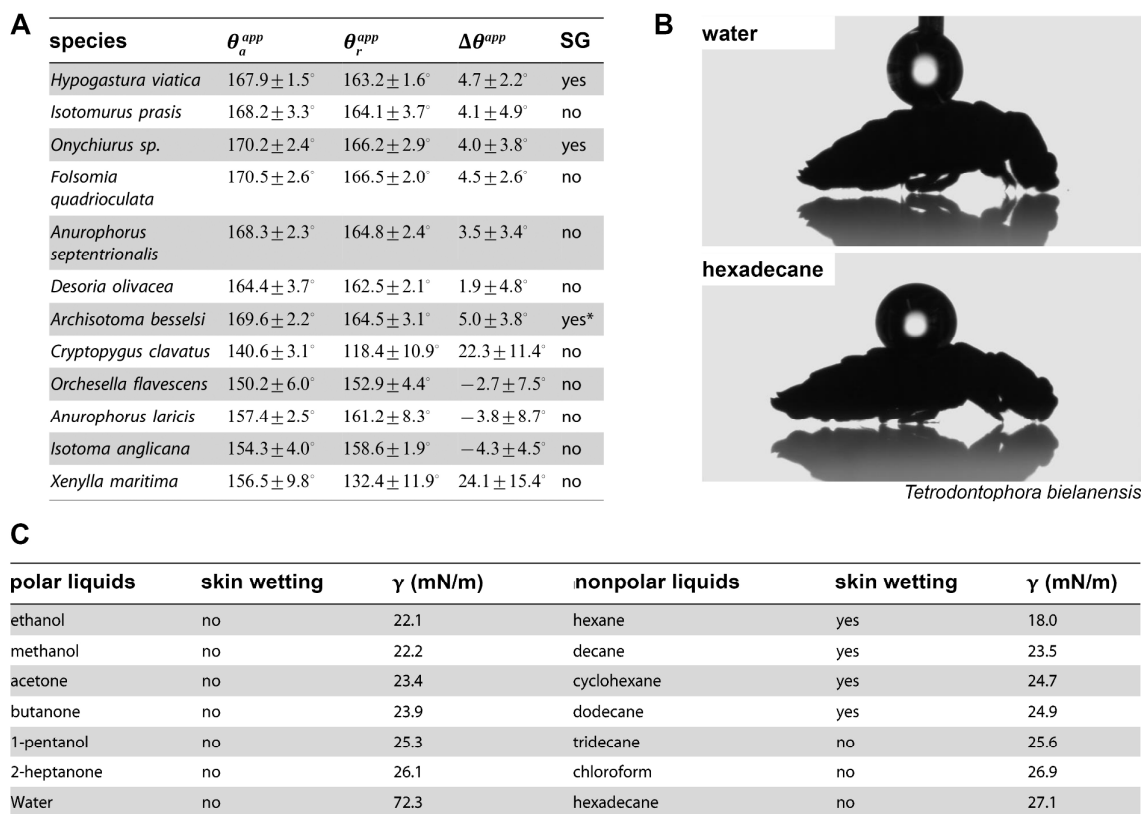 A
species θ_a^app θ_r^app Δθ^app SG
Hypogastura viatica 167.9±1.5° 163.2±1.6° 4.7±2.2° yes
Isotomurus prasis 168.2±3.3° 164.1±3.7° 4.1±4.9° no
Onychiurus sp. 170.2±2.4° 166.2±2.9° 4.0±3.8° yes
Folsomia 170.5±2.6° 166.5±2.0° 4.5±2.6° no
quadrioculata
Anurophorus 168.3±2.3° 164.8±2.4° 3.5±3.4° no
septentrionalis
Desoria olivacea 164.4±3.7° 162.5±2.1° 1.9±4.8° no
Archisotoma besselsi 169.6±2.2° 164.5±3.1° 5.0±3.8° yes*
Cryptopygus clavatus 140.6±3.1° 118.4±10.9° 22.3±11.4° no
Orchesella flavescens 150.2±6.0° 152.9±4.4° −2.7±7.5° no
Anurophorus laricis 157.4±2.5° 161.2±8.3° −3.8±8.7° no
Isotoma anglicana 154.3±4.0° 158.6±1.9° −4.3±4.5° no
Xenylla maritima 156.5±9.8° 132.4±11.9° 24.1±15.4° no
B
water
hexadecane
Tetrodontophora bielanensis
C
polar liquids skin wetting γ (mN/m) nonpolar liquids skin wetting γ (mN/m)
ethanol no 22.1 hexane yes 18.0
methanol no 22.2 decane yes 23.5
acetone no 23.4 cyclohexane yes 24.7
butanone no 23.9 dodecane yes 24.9
1-pentanol no 25.3 tridecane no 25.6
2-heptanone no 26.1 chloroform no 26.9
Water no 72.3 hexadecane no 27.1